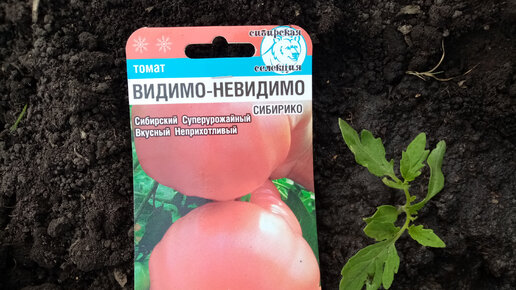 сибирская
селекция
ТОМАТ
ВИДИМО-НЕВИДИМО
СИБИРИКО
Сибирский Суперурожайный
Вкусный Неприхотливый